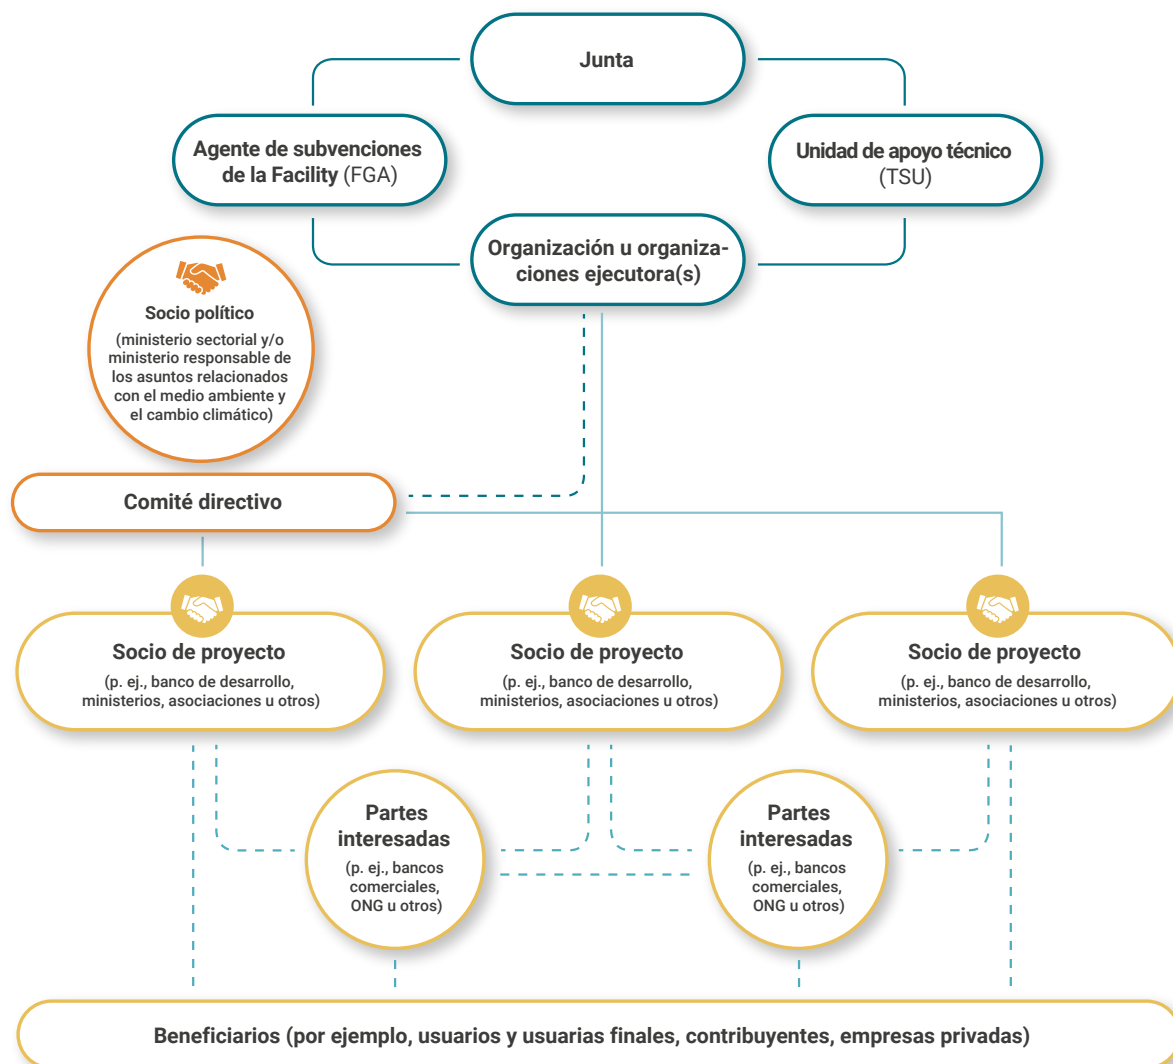 Junta
Agente de subvenciones
de la Facility (FGA)
Unidad de apoyo técnico
(TSU)
Organización u organiza-
ciones ejecutora(s)
Socio político
(ministerio sectorial y/o
ministerio responsable de
los asuntos relacionados
con el medio ambiente y
el cambio climático)
Comité directivo
Socio de proyecto
(p. ej., banco de desarrollo,
ministerios, asociaciones u otros)
Socio de proyecto
(p. ej., banco de desarrollo,
ministerios, asociaciones u otros)
Socio de proyecto
(p. ej., banco de desarrollo,
ministerios, asociaciones u otros)
Partes
interesadas
(p. ej., bancos
comerciales,
ONG u otros)
Partes
interesadas
(p. ej., bancos
comerciales,
ONG u otros)
Beneficiarios (por ejemplo, usuarios y usuarias finales, contribuyentes, empresas privadas)